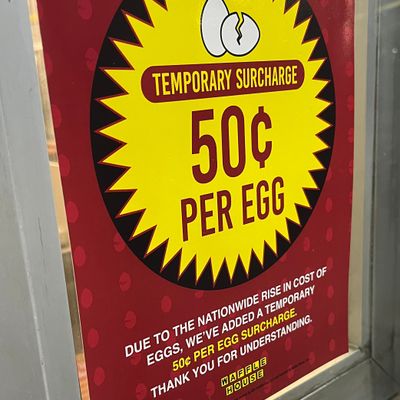 TEMPORARY SURCHARGE
50¢
PER EGG
DUE TO THE NATIONWIDE RISE IN COST OF
EGGS, WE'VE ADDED A TEMPORARY
50¢ PER EGG SURCHARGE.
THANK YOU FOR UNDERSTANDING.
WAFFLE
HOUSE